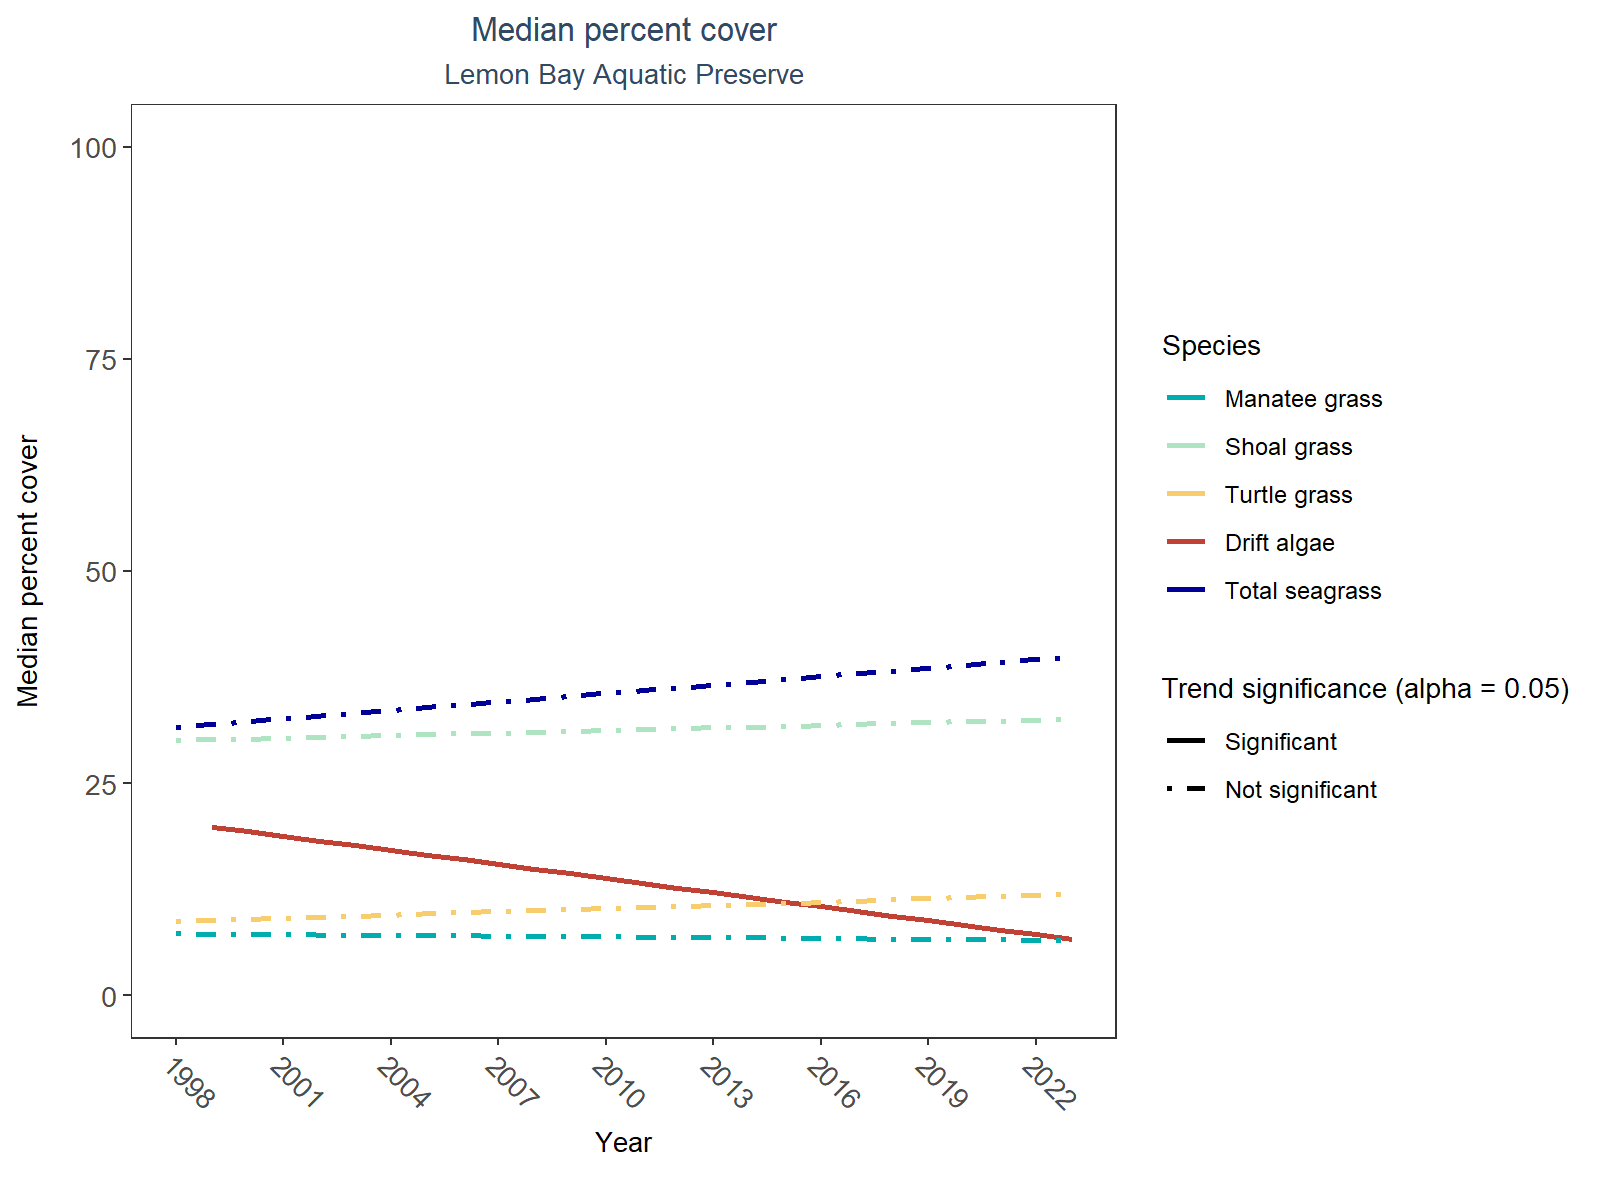 Median percent cover
Lemon Bay Aquatic Preserve
Median percent cover
100
75
50
25
0
1998
2001
2004
2007
2010
2013
2016
2019
2022
Year
Species
Manatee grass
Shoal grass
Turtle grass
Drift algae
Total seagrass
Trend significance (alpha = 0.05)
Significant
Not significant